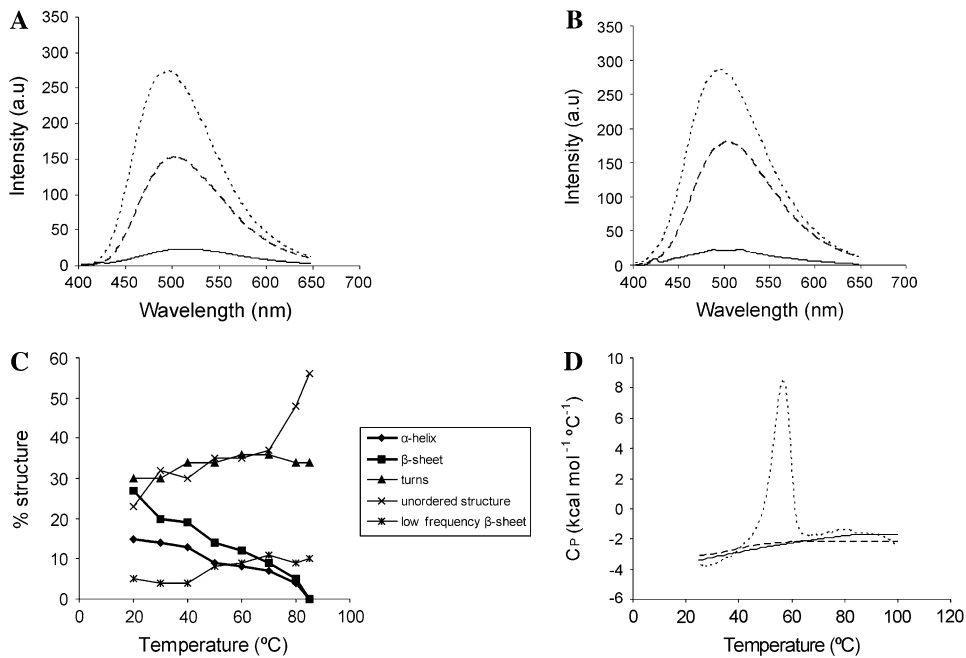 A
350
300
250
200
150
100
50
0
Intensity (a.u)
400 450 500 550 600 650 700
Wavelength (nm)
B
350
300
250
200
150
100
50
0
Intensity (a.u)
400 450 500 550 600 650 700
Wavelength (nm)
C
60
50
40
30
20
10
0
% structure
0 20 40 60 80 100
Temperature (ºC)
α-helix
β-sheet
turns
unordered structure
low frequency β-sheet
D
10
8
6
4
2
0
-2
-4
-6
CP (kcal mol⁻¹ ºC⁻¹)
0 20 40 60 80 100 120
Temperature (ºC)